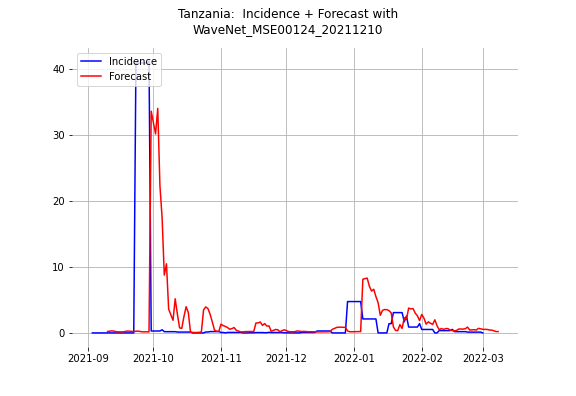 Tanzania:  Incidence + Forecast with
WaveNet_MSE00124_20211210
Incidence
Forecast
40
30
20
10
0
2021-09 2021-10 2021-11 2021-12 2022-01 2022-02 2022-03